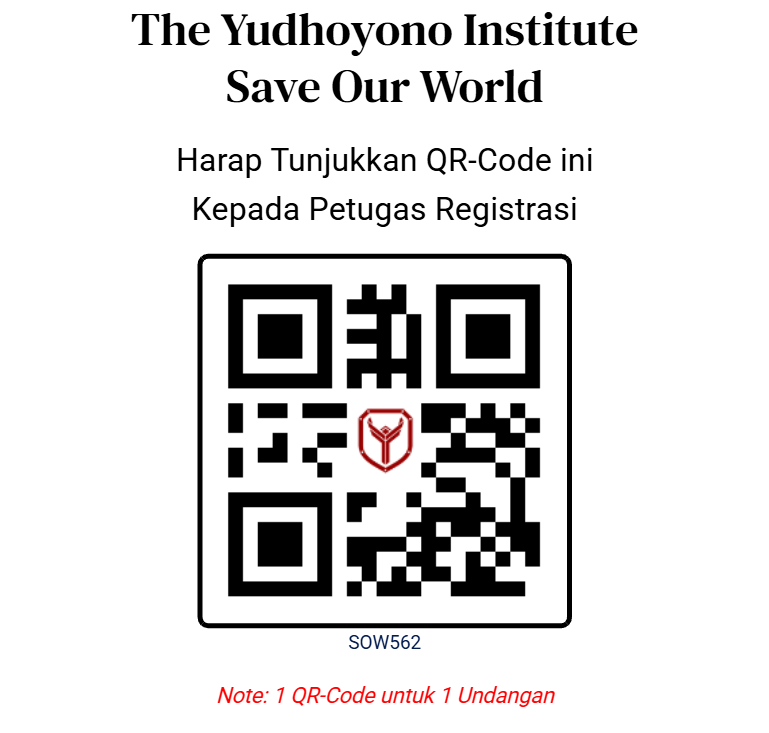 The Yudhoyono Institute
Save Our World
Harap Tunjukkan QR-Code ini
Kepada Petugas Registrasi
SOW562
Note: 1 QR-Code untuk 1 Undangan